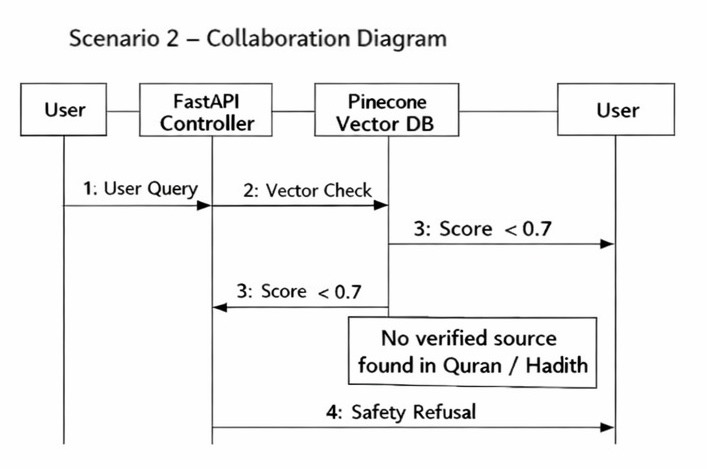 Scenario 2 – Collaboration Diagram
User
FastAPI
Controller
Pinecone
Vector DB
User
1: User Query
2: Vector Check
3: Score < 0.7
3: Score < 0.7
No verified source
found in Quran / Hadith
4: Safety Refusal